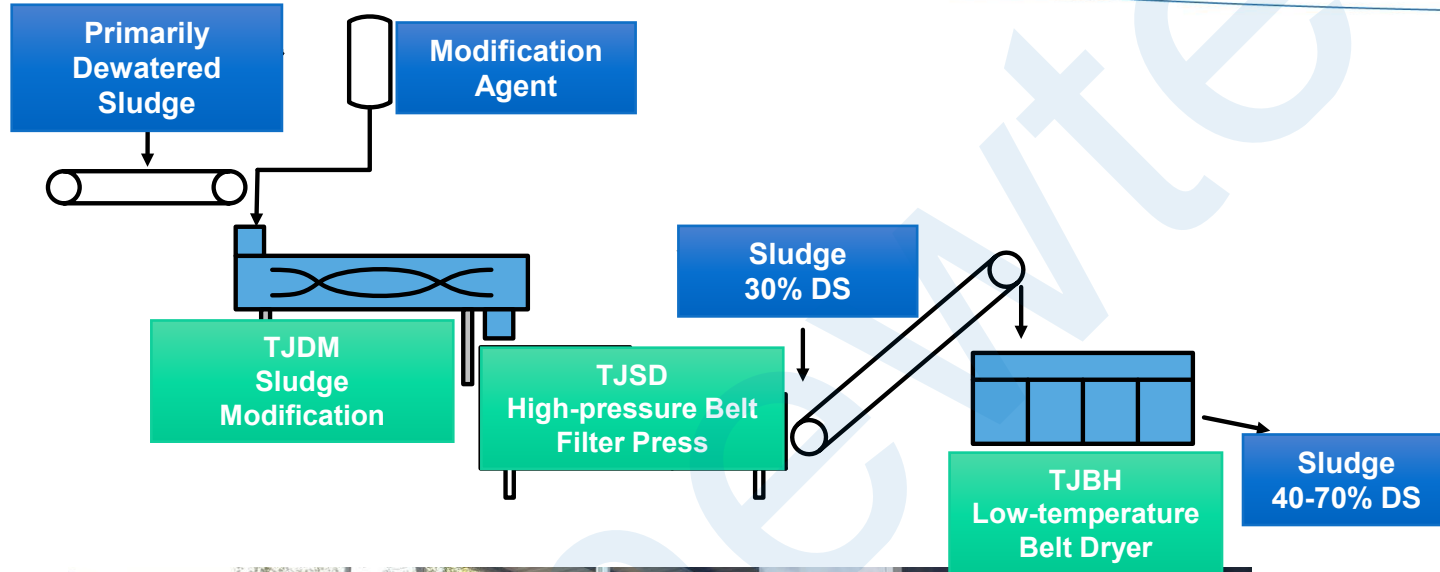 Primarily
Dewatered
Sludge
Modification
Agent
TJDM
Sludge
Modification
TJSD
High-pressure Belt
Filter Press
Sludge
30% DS
TJBH
Low-temperature
Belt Dryer
Sludge
40-70% DS